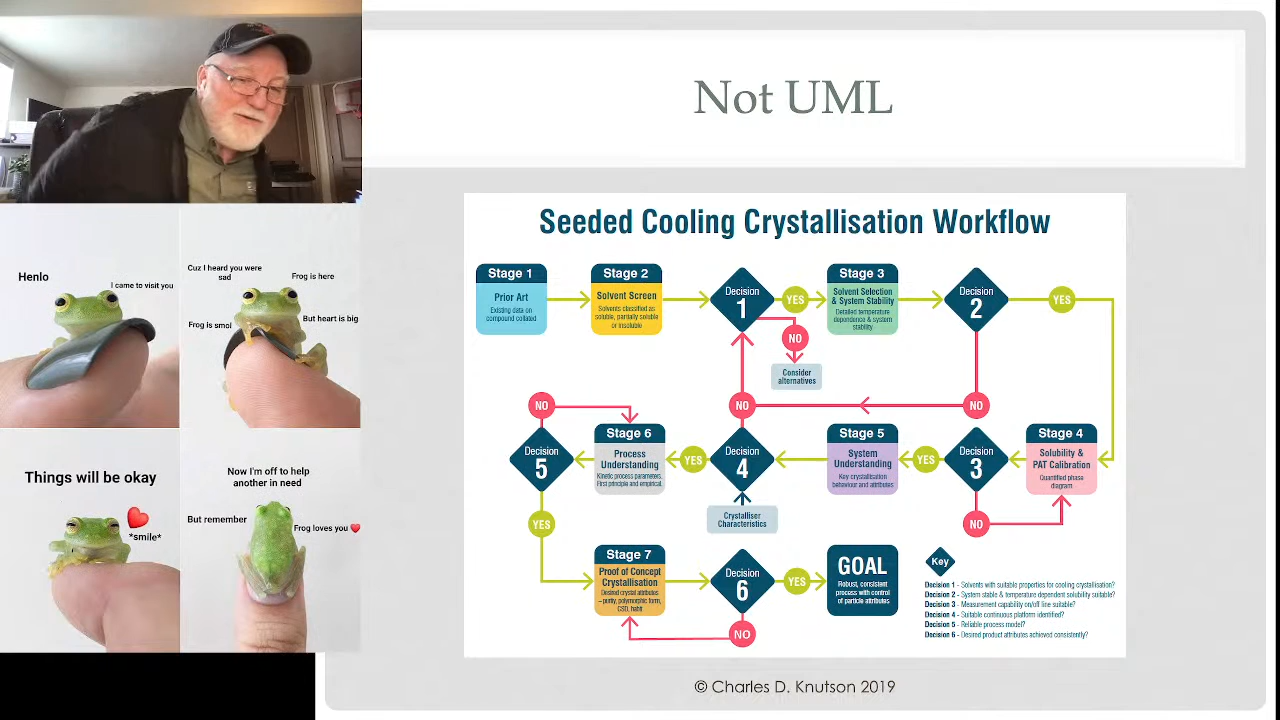 Not UML
Henlo
I came to visit you
Cuz I heard you were
sad
Frog is here
Frog is smol
But heart is big
Things will be okay
*smile*
Now I'm off to help
another in need
But remember
Frog loves you
Seeded Cooling Crystallisation Workflow
Stage 1
Prior Art
Existing data on
compound collated
Stage 2
Solvent Screen
Solvents classified as
soluble, partially soluble
or insoluble
Decision
1
YES
NO
Consider
alternatives
Stage 3
Solvent Selection
& System Stability
Detailed temperature
dependence & system
stability
Decision
2
YES
NO
NO
Stage 4
Solubility &
PAT Calibration
Quantified phase
diagram
Decision
3
NO
YES
Stage 5
System
Understanding
Key crystallisation
behaviour and attributes
Decision
4
Crystalliser
Characteristics
YES
Stage 6
Process
Understanding
Kinetic process parameters.
First principle and empirical.
Decision
5
NO
YES
Stage 7
Proof of Concept
Crystallisation
Desired crystal attributes
– purity, polymorphic form,
CSD, habit
Decision
6
NO
YES
GOAL
Robust, consistent
process with control
of particle attributes
Key
Decision 1 - Solvents with suitable properties for cooling crystallisation?
Decision 2 - System stable & temperature dependent solubility suitable?
Decision 3 - Measurement capability on/off line suitable?
Decision 4 - Suitable continuous platform identified?
Decision 5 - Reliable process model?
Decision 6 - Desired product attributes achieved consistently?
© Charles D. Knutson 2019